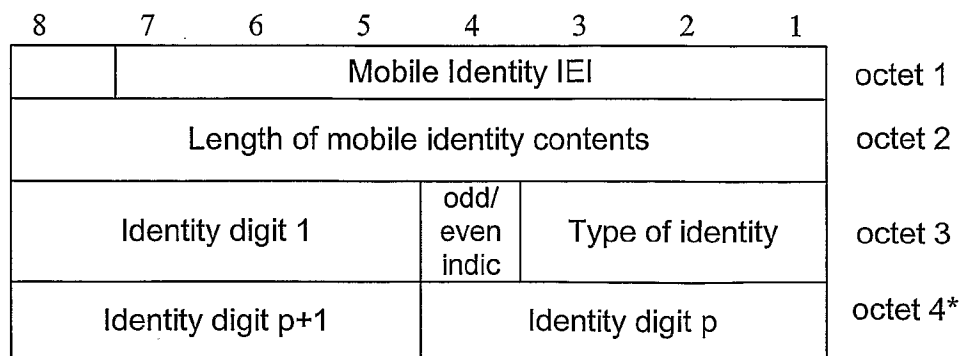 8 7 6 5 4 3 2 1
Mobile Identity IEI octet 1
Length of mobile identity contents octet 2
Identity digit 1 odd/ even indic Type of identity octet 3
Identity digit p+1 Identity digit p octet 4*